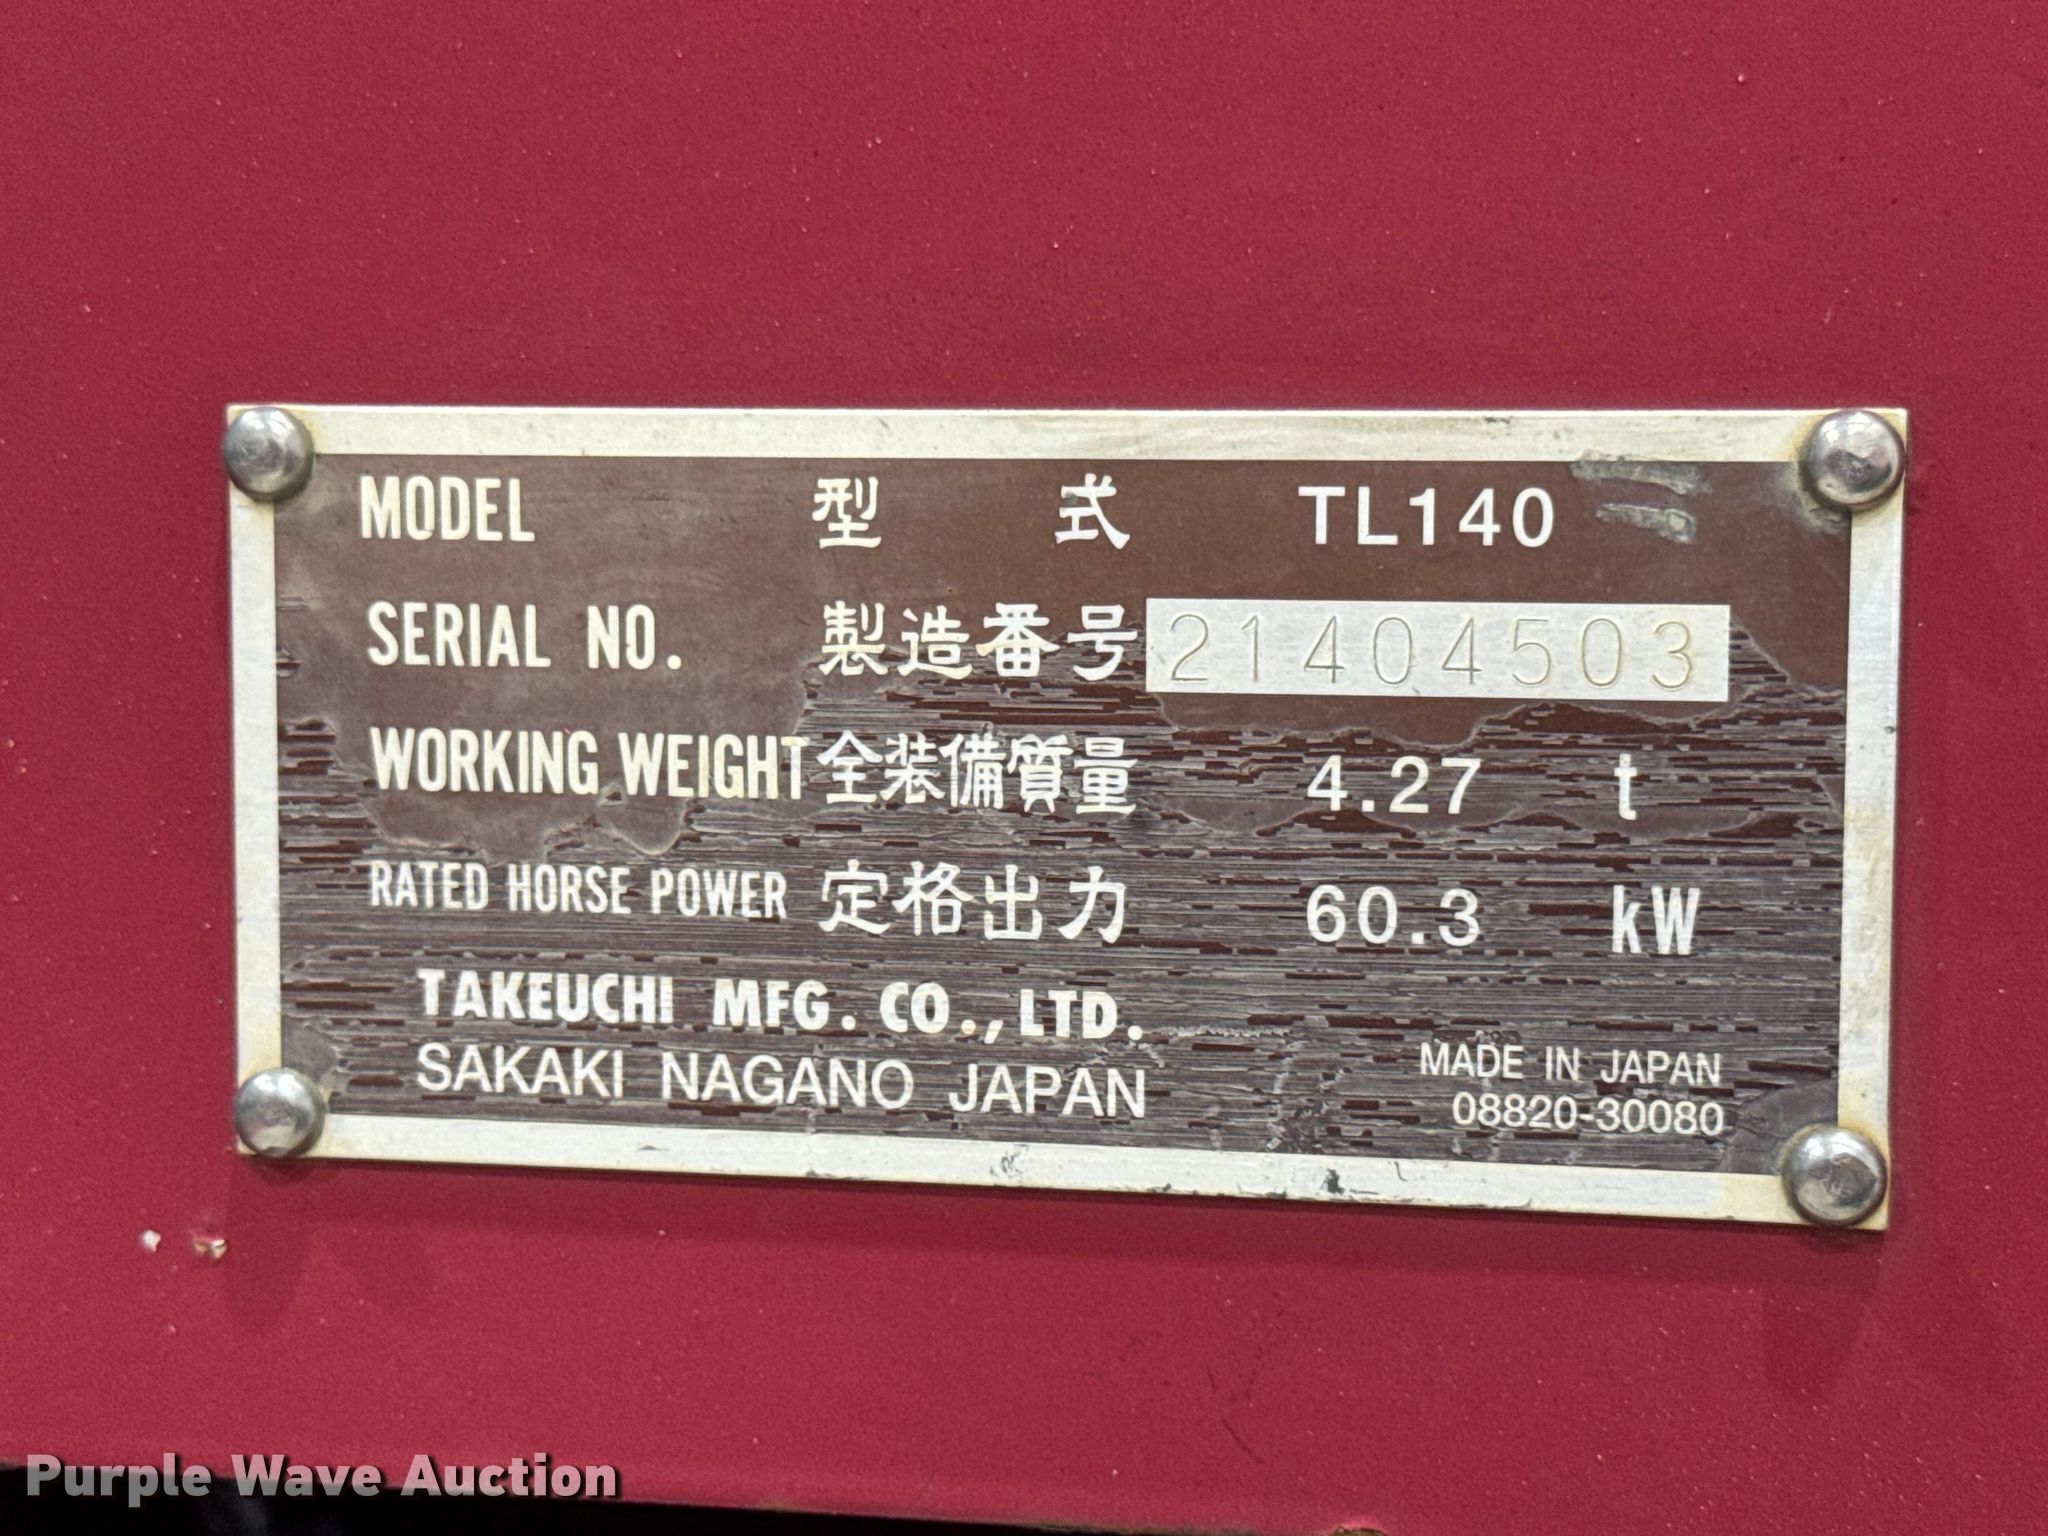 MODEL 型式 TL140
SERIAL NO. 製造番号 21404503
WORKING WEIGHT 全装備質量 4.27 t
RATED HORSE POWER 定格出力 60.3 kW
TAKEUCHI MFG. CO., LTD.
SAKAKI NAGANO JAPAN
MADE IN JAPAN
08820-30080
Purple Wave Auction